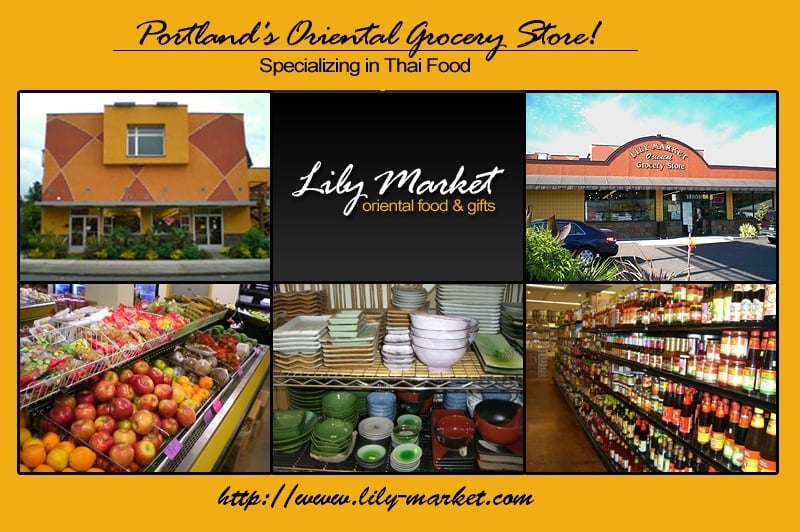 Portland's Oriental Grocery Store!
Specializing in Thai Food
Lily Market
oriental food & gifts
LILY MARKET
Oriental
Grocery Store
http://www.lily-market.com